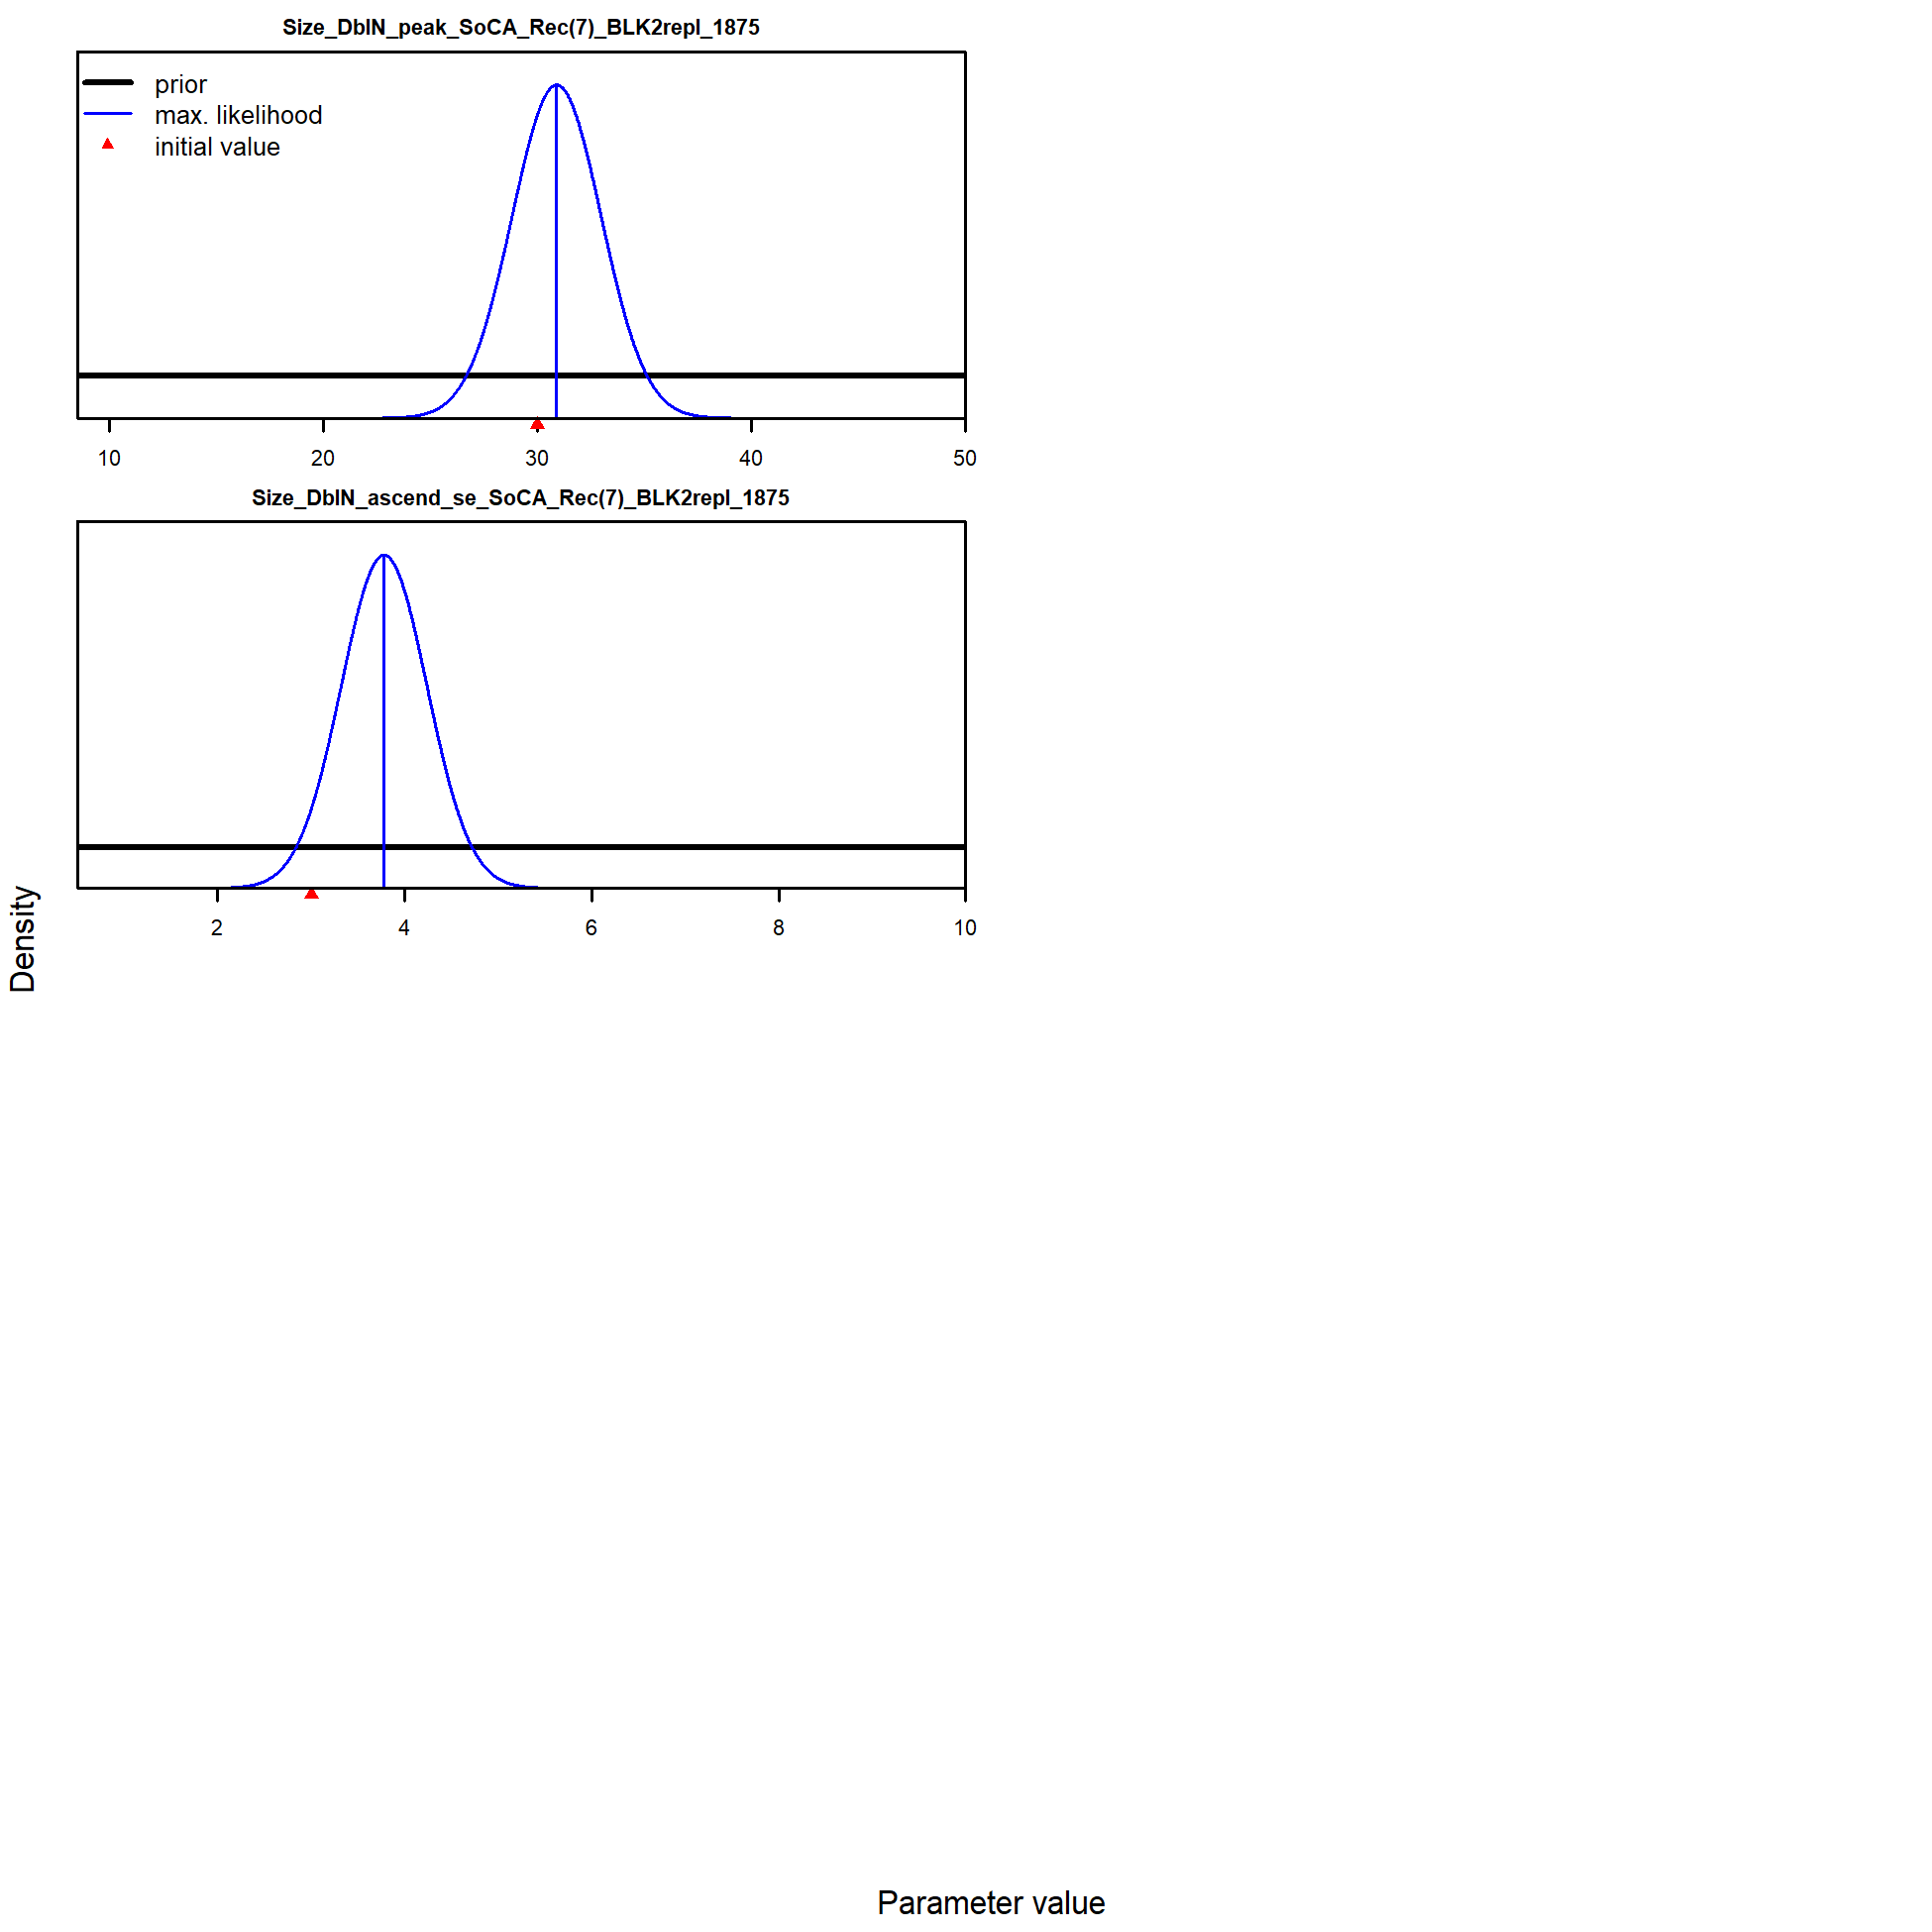 Size_DblN_peak_SoCA_Rec(7)_BLK2repl_1875
prior
max. likelihood
initial value
10 20 30 40 50
Size_DblN_ascend_se_SoCA_Rec(7)_BLK2repl_1875
2 4 6 8 10
Density
Parameter value